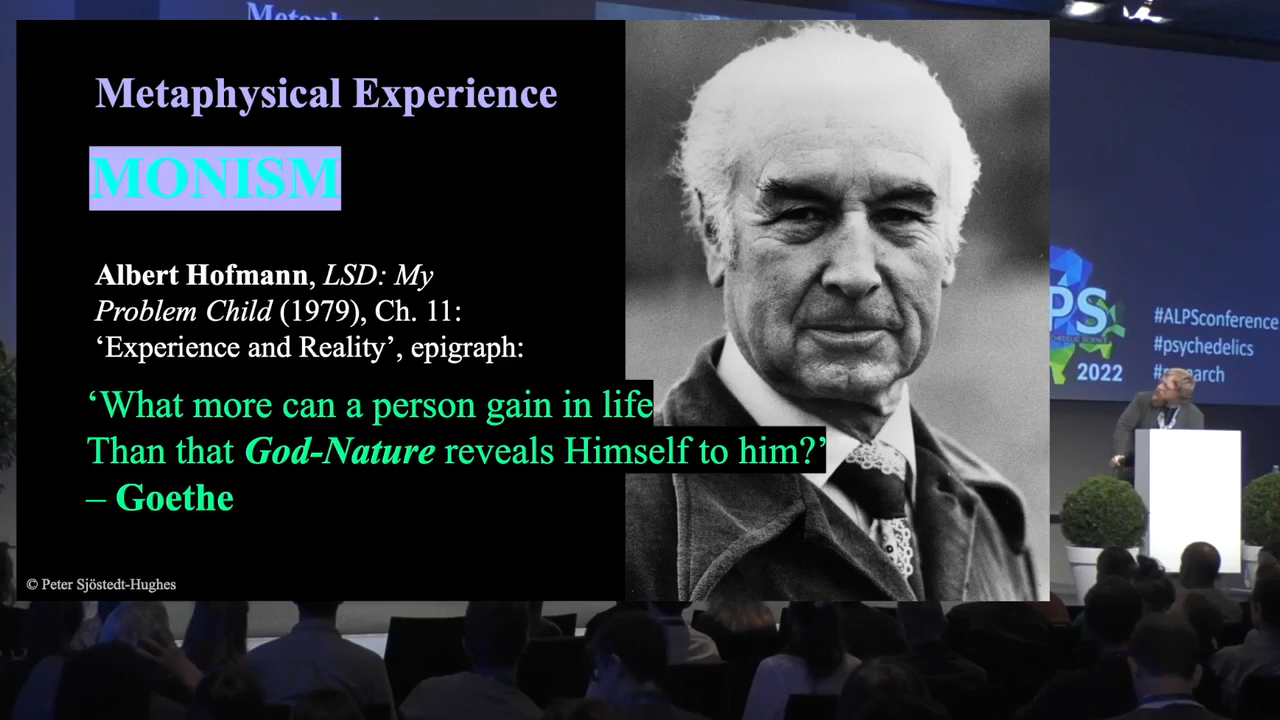 Metaphysical Experience
MONISM
Albert Hofmann, LSD: My
Problem Child (1979), Ch. 11:
‘Experience and Reality’, epigraph:
‘What more can a person gain in life
Than that God-Nature reveals Himself to him?’
– Goethe
© Peter Sjöstedt-Hughes
PS
2022
#ALPSconference
#psychedelics